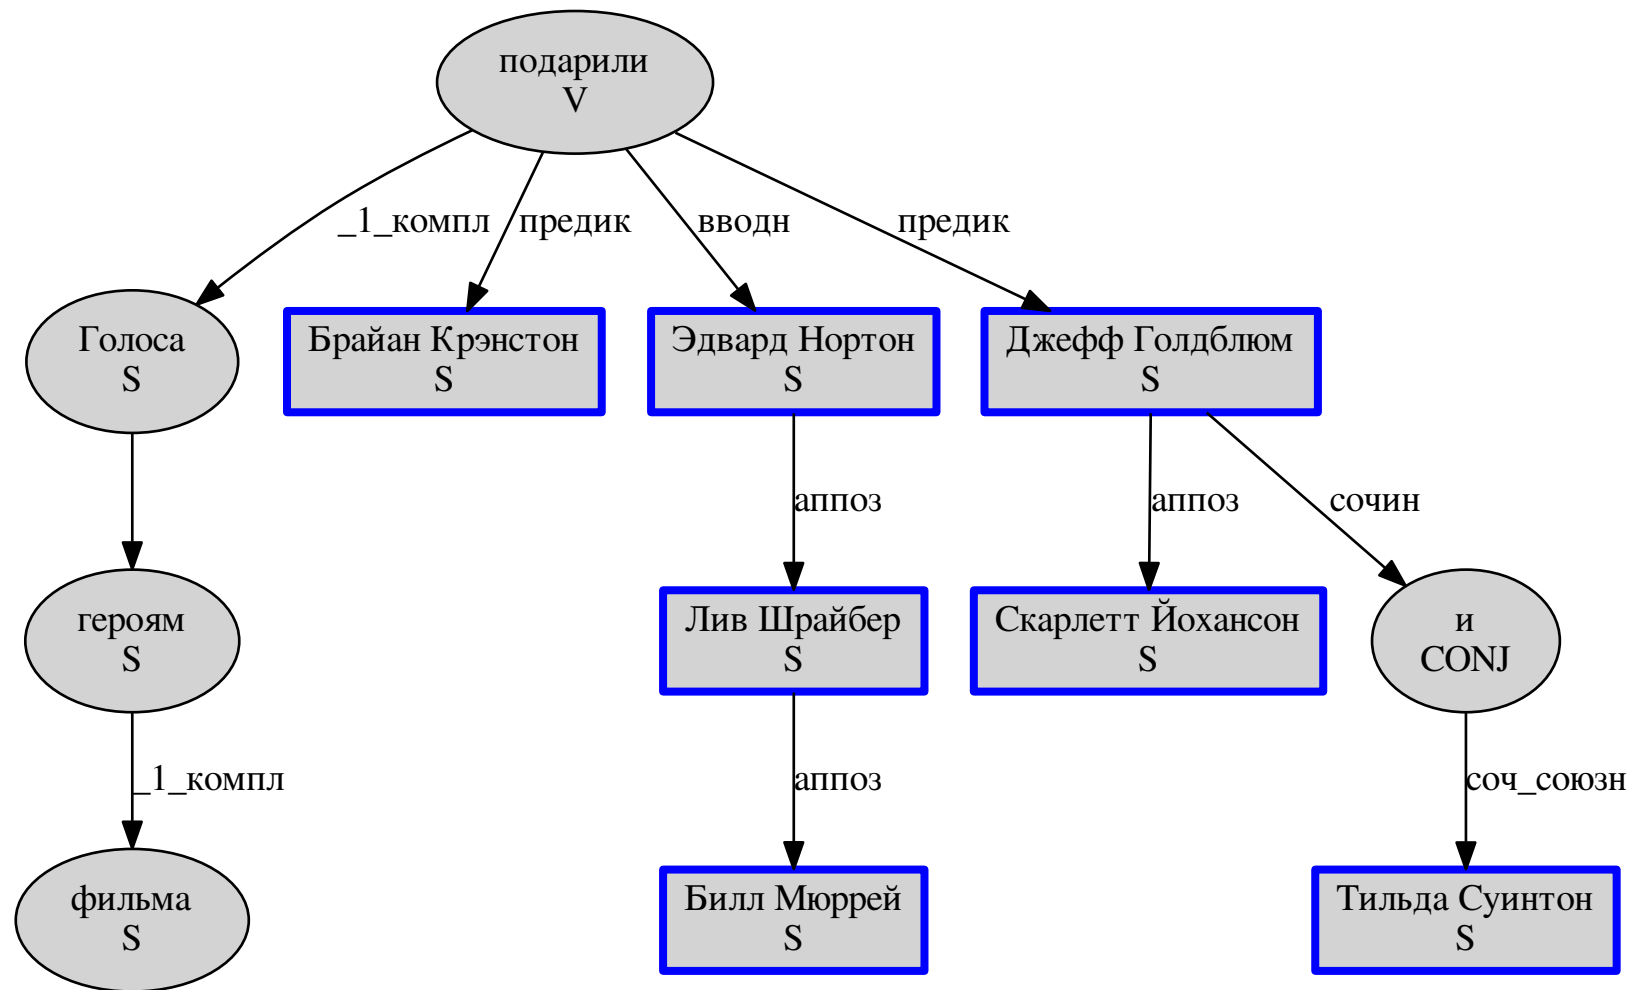 подарили
V
_1_компл
предик
вводн
предик
Голоса
S
Брайан Крэнстон
S
Эдвард Нортон
S
Джефф Голдблюм
S
аппоз
аппоз
сочин
героям
S
Лив Шрайбер
S
Скарлетт Йохансон
S
и
CONJ
_1_компл
аппоз
соч_союзн
фильма
S
Билл Мюррей
S
Тильда Суинтон
S